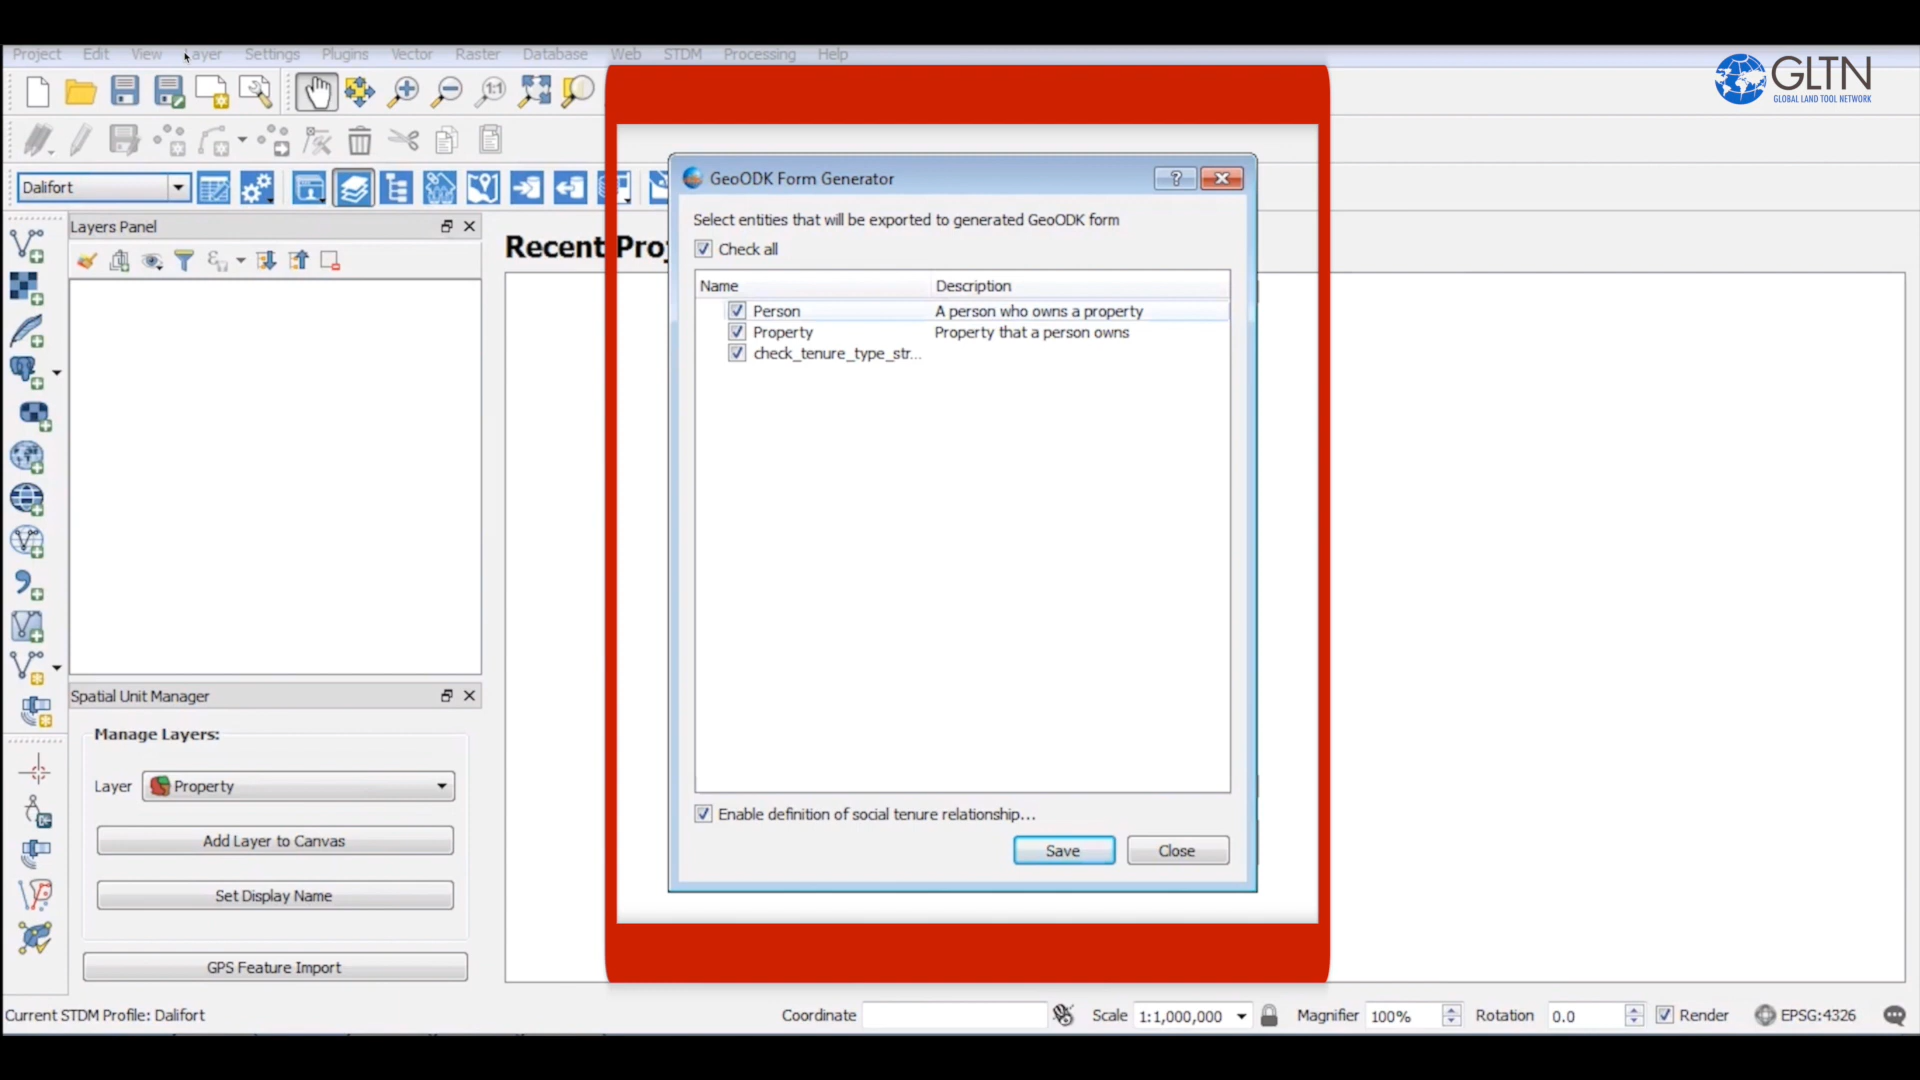 Project Edit View Layer Settings Plugins Vector Raster Database Web STDM Processing Help
GLTN
GLOBAL LAND TOOL NETWORK
1:1
Dalifort
Layers Panel
Recent Proj
GeoODK Form Generator
Select entities that will be exported to generated GeoODK form
Check all
Name Description
Person A person who owns a property
Property Property that a person owns
check_tenure_type_str...
Enable definition of social tenure relationship...
Save Close
Spatial Unit Manager
Manage Layers:
Layer Property
Add Layer to Canvas
Set Display Name
GPS Feature Import
Current STDM Profile: Dalifort Coordinate Scale 1:1,000,000 Magnifier 100% Rotation 0.0 Render EPSG:4326